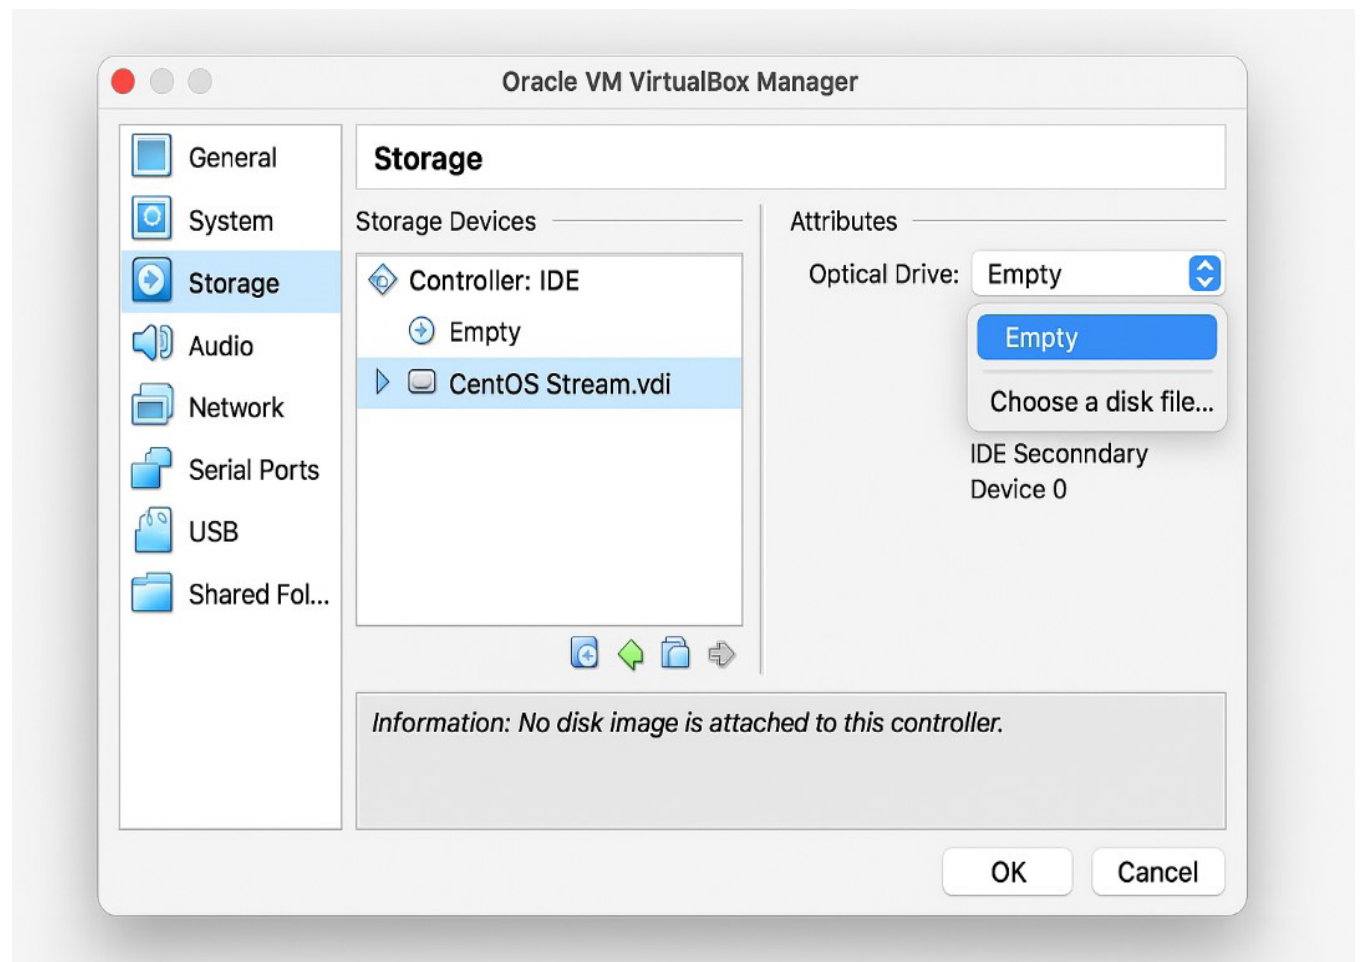 Oracle VM VirtualBox Manager
General
System
Storage
Audio
Network
Serial Ports
USB
Shared Fol...
Storage
Storage Devices
Controller: IDE
Empty
CentOS Stream.vdi
Attributes
Optical Drive: Empty
Empty
Choose a disk file...
IDE Seconndary
Device 0
Information: No disk image is attached to this controller.
OK Cancel